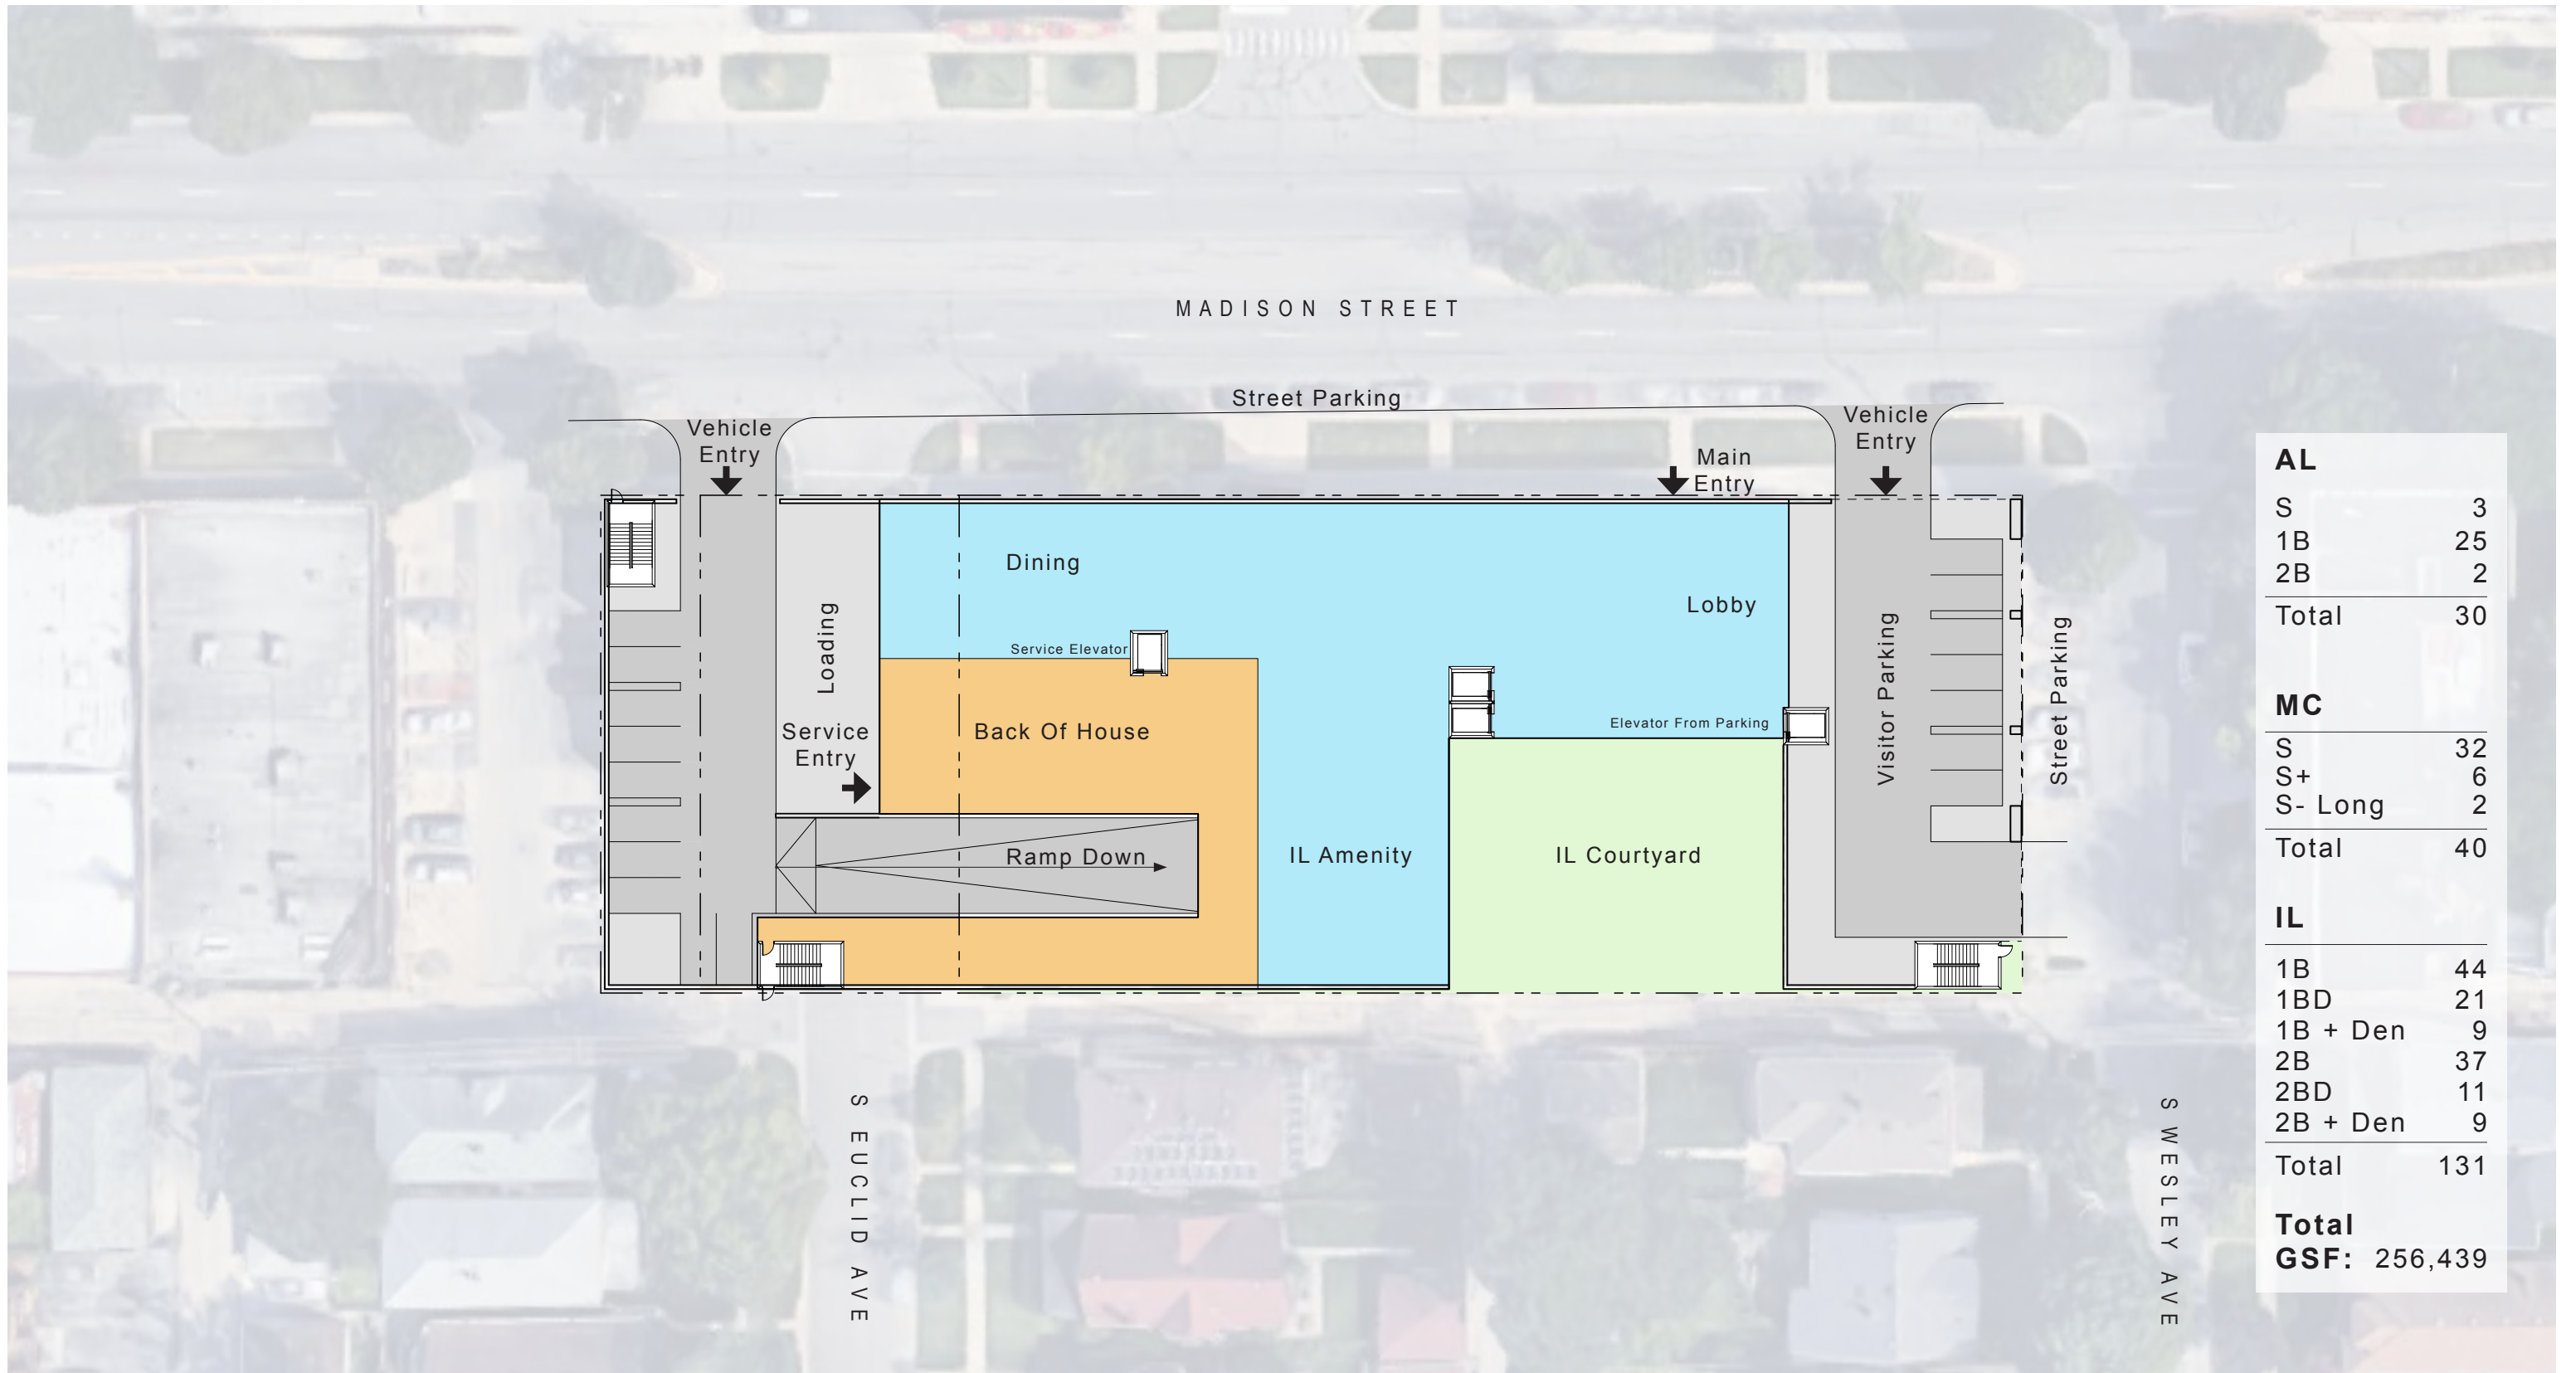 MADISON STREET
Street Parking
Vehicle
Entry
Vehicle
Entry
Main
Entry
Dining
Lobby
Loading
Service Elevator
Service
Entry
Back Of House
Elevator From Parking
Visitor Parking
Street Parking
Ramp Down
IL Amenity
IL Courtyard
S EUCLID AVE
S WESLEY AVE
AL
S 3
1B 25
2B 2
Total 30
MC
S 32
S+ 6
S- Long 2
Total 40
IL
1B 44
1BD 21
1B + Den 9
2B 37
2BD 11
2B + Den 9
Total 131
Total
GSF: 256,439